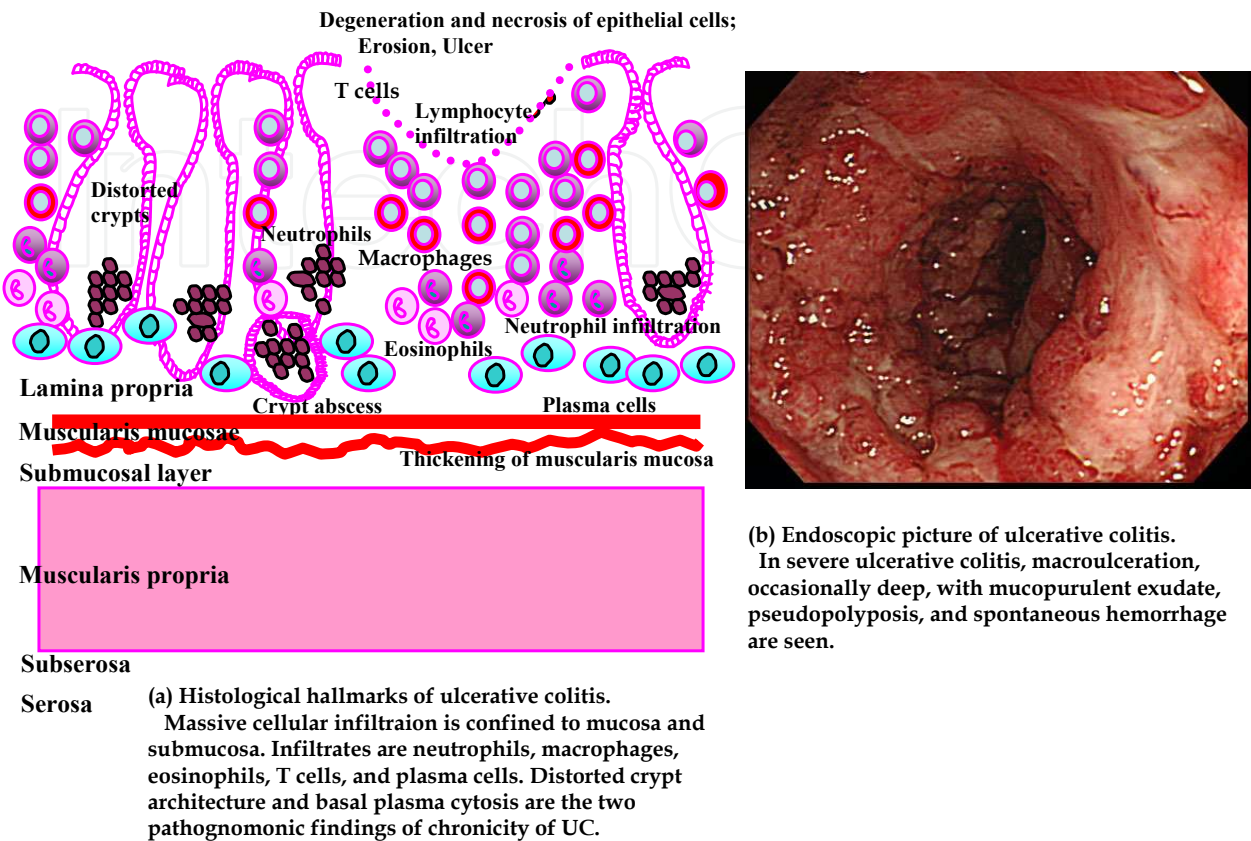 Degeneration and necrosis of epithelial cells;
Erosion, Ulcer
T cells
Lymphocyte
infiltration
Distorted
crypts
Neutrophils
Macrophages
Neutrophil infiiltration
Eosinophils
Lamina propria
Crypt abscess
Plasma cells
Muscularis mucosae
Thickening of muscularis mucosa
Submucosal layer
Muscularis propria
Subserosa
Serosa
(a) Histological hallmarks of ulcerative colitis.
Massive cellular infiltraion is confined to mucosa and
submucosa. Infiltrates are neutrophils, macrophages,
eosinophils, T cells, and plasma cells. Distorted crypt
architecture and basal plasma cytosis are the two
pathognomonic findings of chronicity of UC.
(b) Endoscopic picture of ulcerative colitis.
In severe ulcerative colitis, macroulceration,
occasionally deep, with mucopurulent exudate,
pseudopolyposis, and spontaneous hemorrhage
are seen.